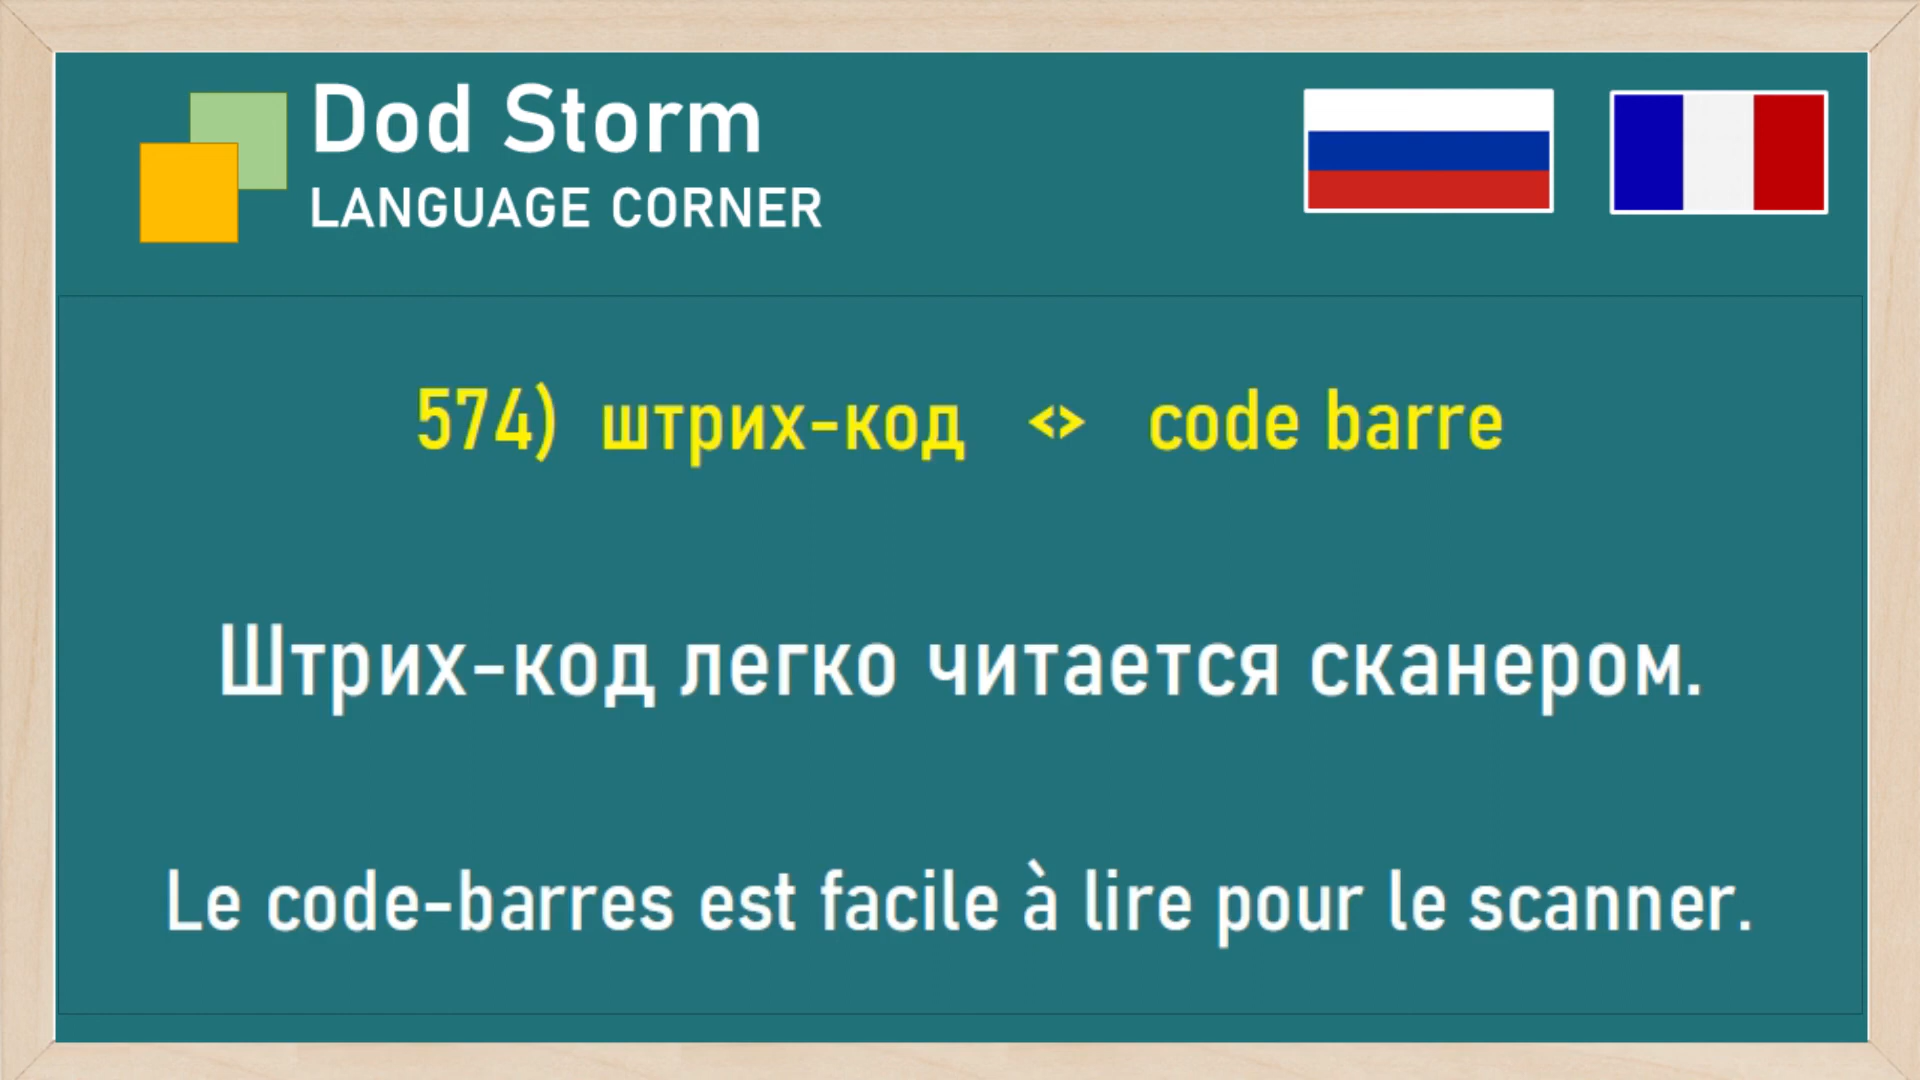 Dod Storm
LANGUAGE CORNER
574) штрих-код <> code barre
Штрих-код легко читается сканером.
Le code-barres est facile à lire pour le scanner.